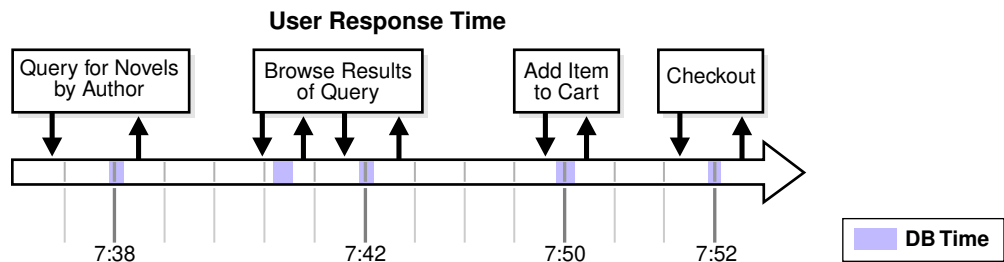 User Response Time
Query for Novels
by Author
Browse Results
of Query
Add Item
to Cart
Checkout
7:38
7:42
7:50
7:52
DB Time